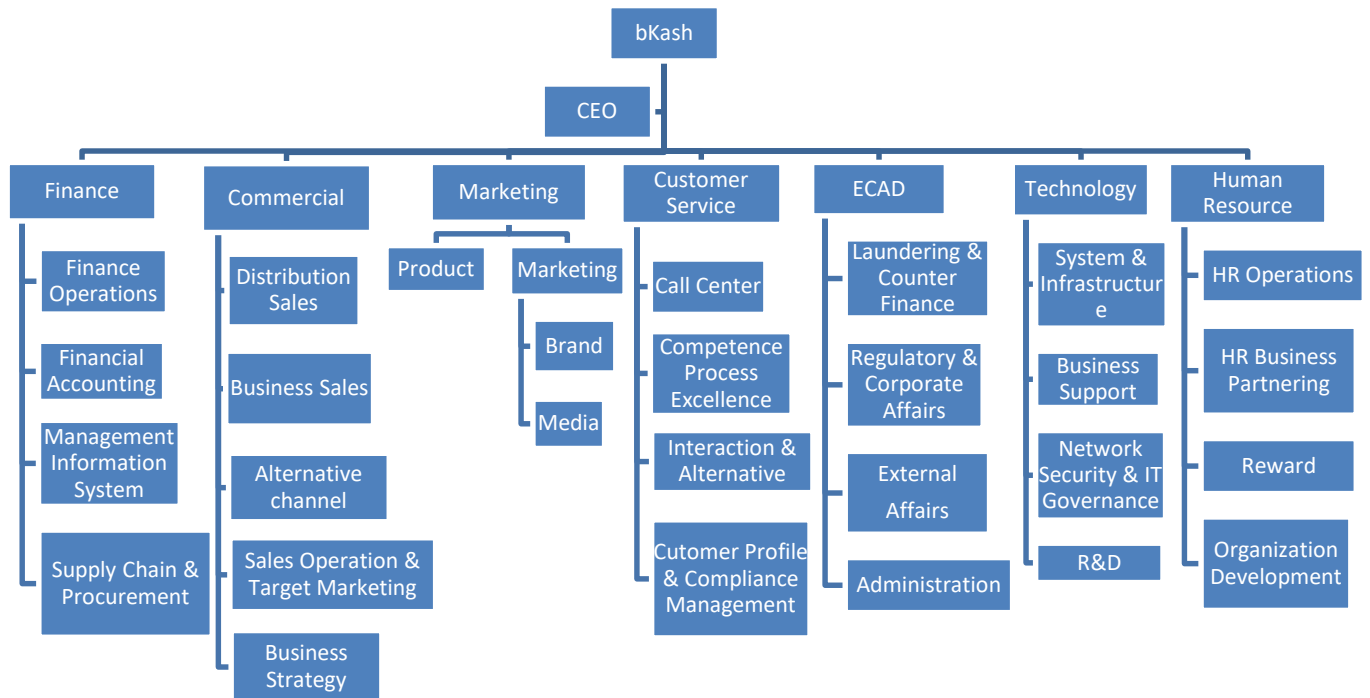 bKash
CEO
Finance
Commercial
Marketing
Customer
Service
ECAD
Technology
Human
Resource
Finance
Operations
Financial
Accounting
Management
Information
System
Supply Chain &
Procurement
Distribution
Sales
Business Sales
Alternative
channel
Sales Operation &
Target Marketing
Business
Strategy
Product
Marketing
Brand
Media
Call Center
Competence
Process
Excellence
Interaction &
Alternative
Cutomer Profile
& Compliance
Management
Laundering &
Counter
Finance
Regulatory &
Corporate
Affairs
External
Affairs
Administration
System &
Infrastructur
e
Business
Support
Network
Security & IT
Governance
R&D
HR Operations
HR Business
Partnering
Reward
Organization
Development